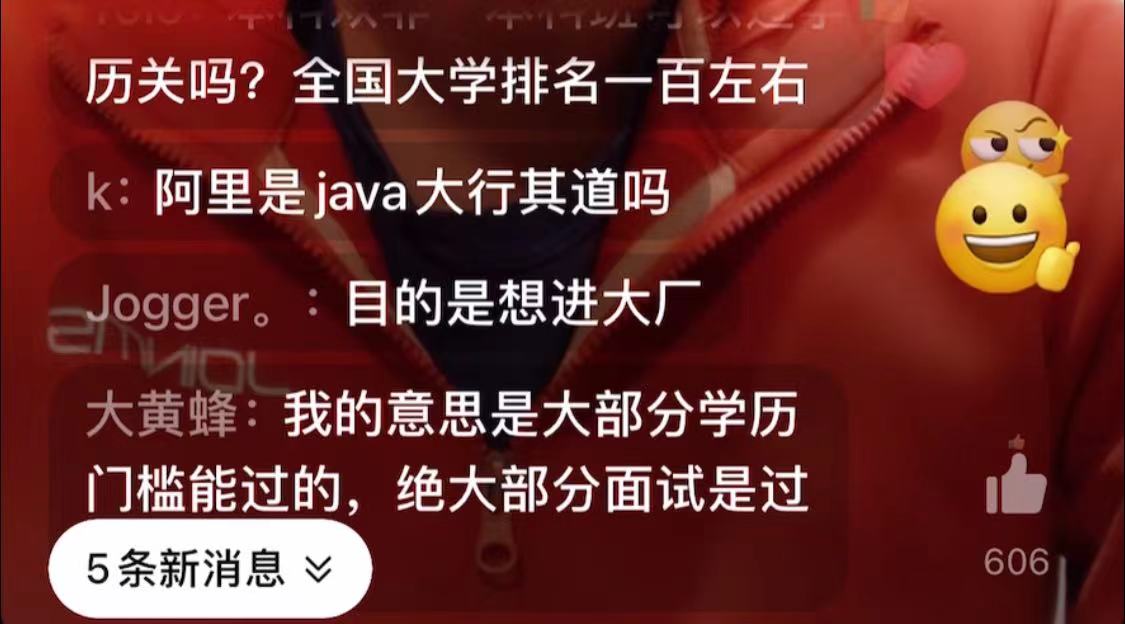 历关吗？全国大学排名一百左右
k：阿里是java大行其道吗
Jogger。：目的是想进大厂
大黄蜂：我的意思是大部分学历
门槛能过的，绝大部分面试是过
5条新消息
606